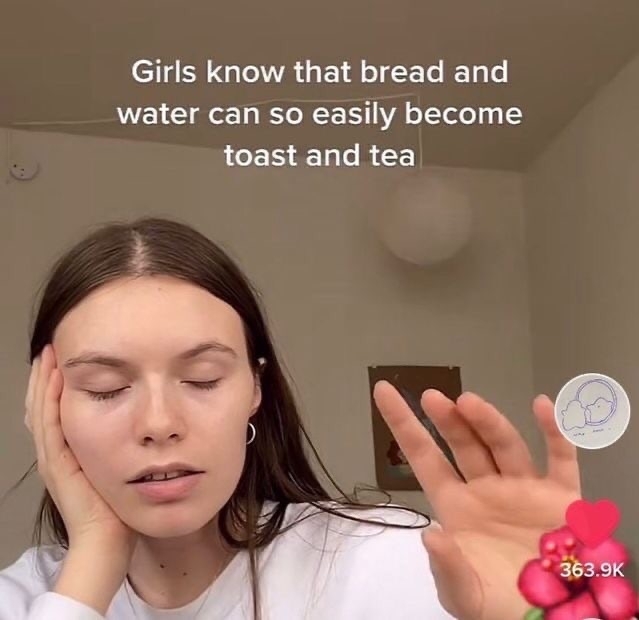 Girls know that bread and
water can so easily become
toast and tea
363.9K